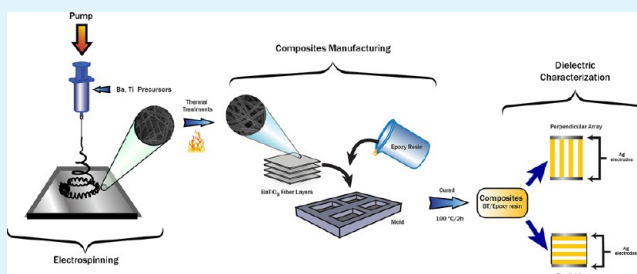 Pump
Ba, Ti Precursors
Electrospinning
Thermal
Treatments
Composites Manufacturing
BaTiO3 Fiber Layers
Epoxy Resin
Mold
Cured
100 °C/2h
Composites
BT/Epoxy resin
Dielectric
Characterization
Perpendicular Array
Ag
electrodes
Ag
electrodes